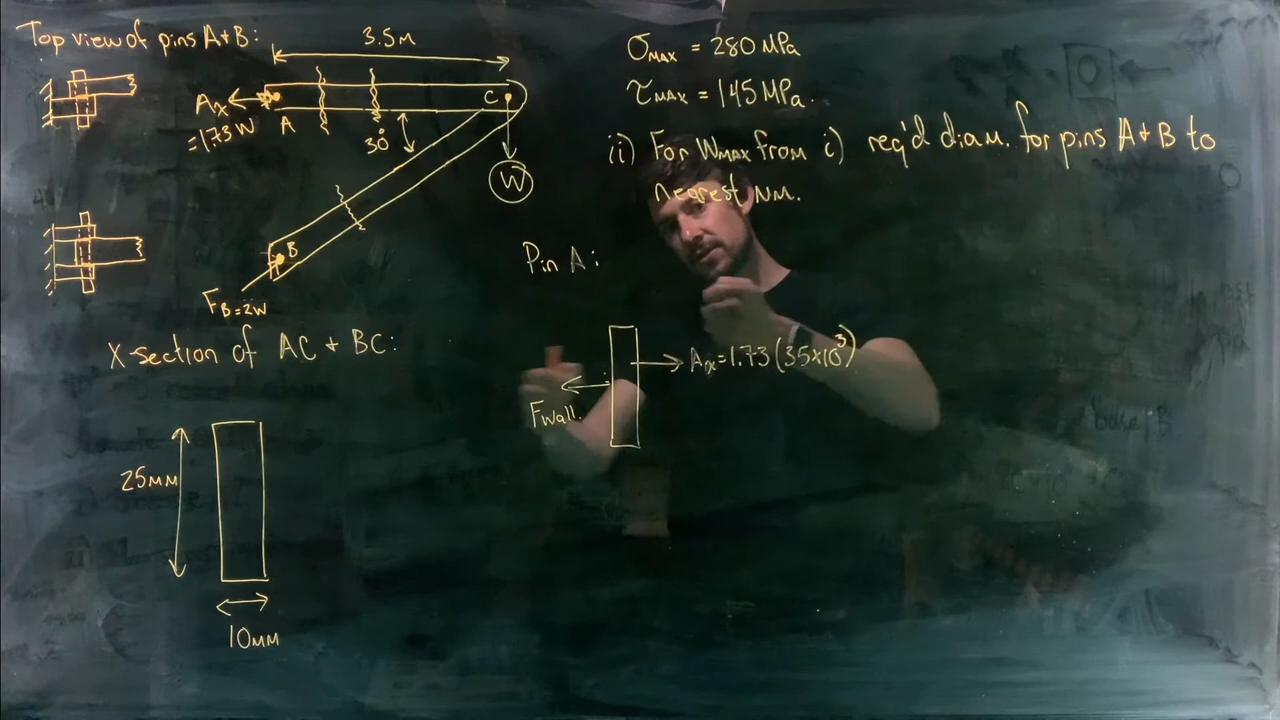 Top view of pins A+B:
3.5m
Ax
=1.73W
A
C
30°
W
B
FB=2W
X-section of AC + BC:
25mm
10mm
σMAX = 280 MPa
τMAX = 145 MPa.
ii) For WMAX from i) req'd diam. for pins A+B to
nearest mm.
Pin A:
Ax=1.73(35×10³)
Fwall.